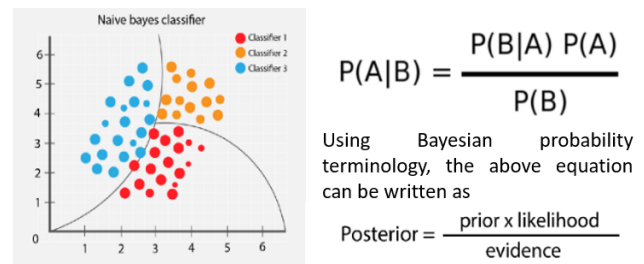 Naive bayes classifier
Classifier 1
Classifier 2
Classifier 3
6
5
4
3
2
1
0
1 2 3 4 5 6
P(A|B) = P(B|A) P(A)
P(B)
Using Bayesian probability
terminology, the above equation
can be written as
Posterior = prior x likelihood
evidence